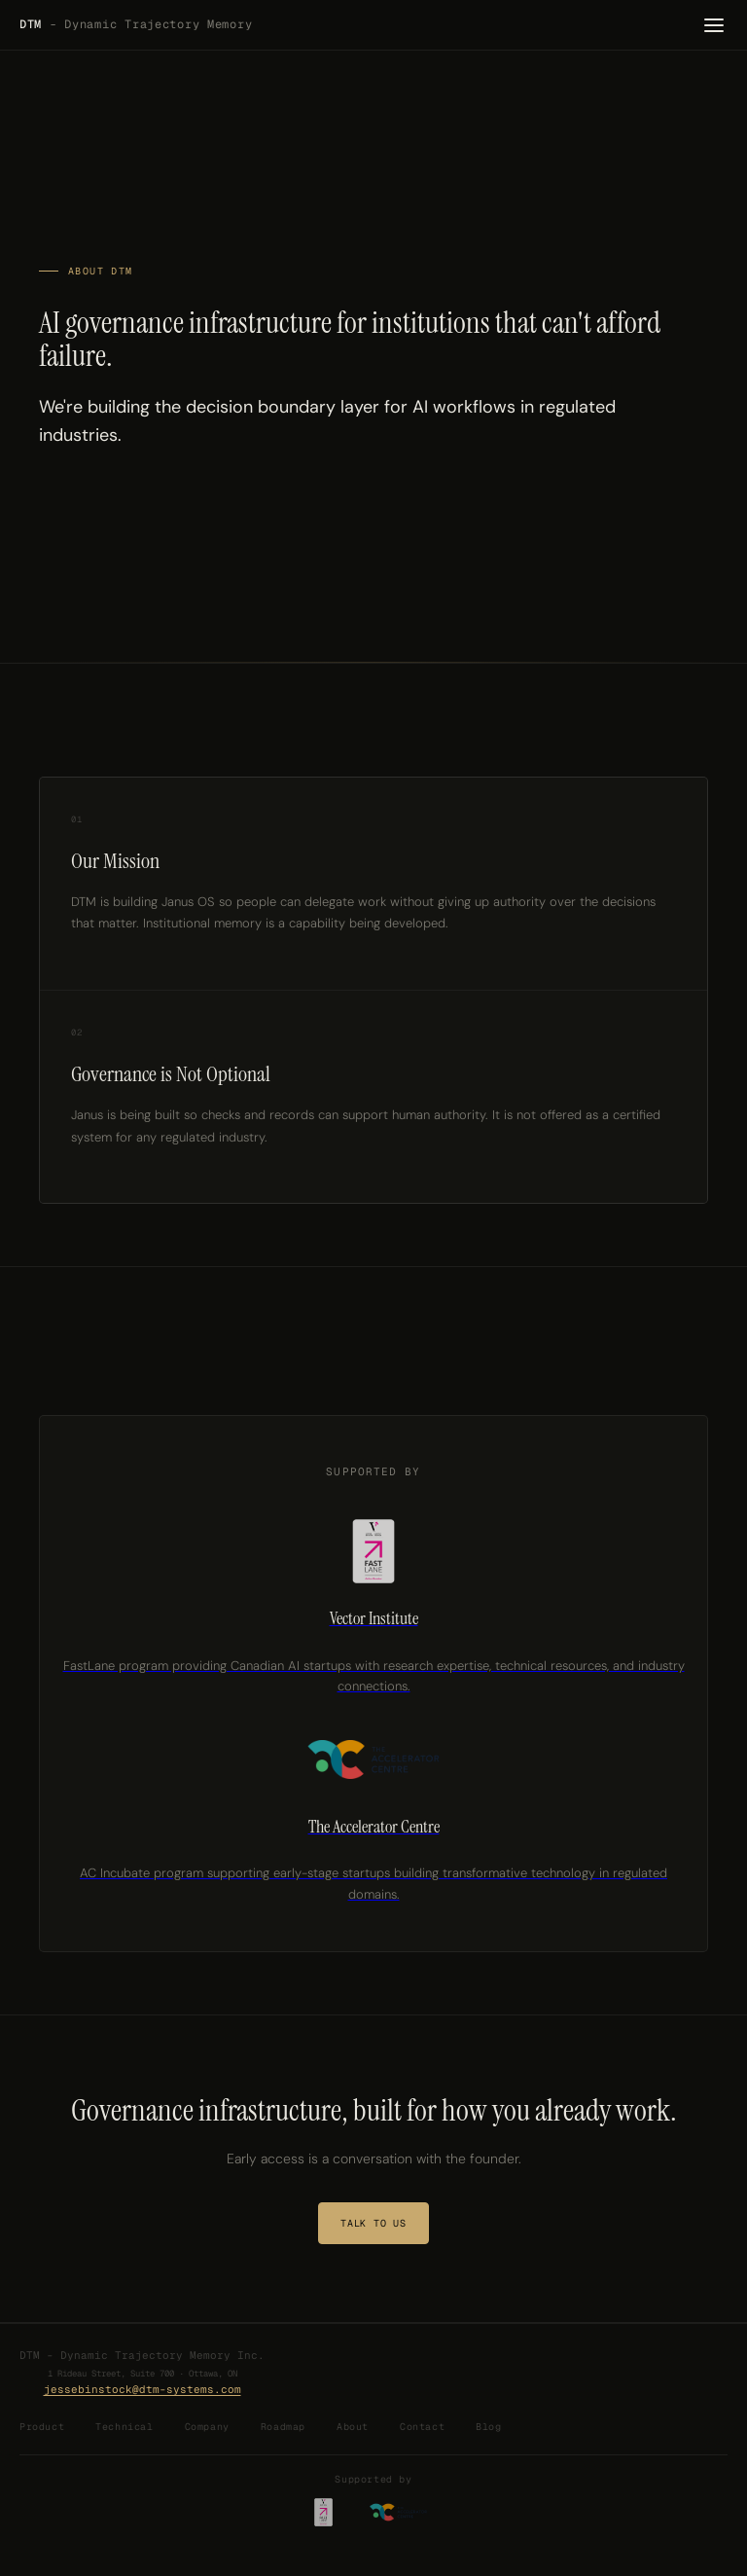 DTM - Dynamic Trajectory Memory
ABOUT DTM
AI governance infrastructure for institutions that can't afford
failure.
We're building the decision boundary layer for AI workflows in regulated
industries.
01
Our Mission
DTM is building Janus OS so people can delegate work without giving up authority over the decisions
that matter. Institutional memory is a capability being developed.
02
Governance is Not Optional
Janus is being built so checks and records can support human authority. It is not offered as a certified
system for any regulated industry.
SUPPORTED BY
FAST
LANE
Vector Institute
FastLane program providing Canadian AI startups with research expertise, technical resources, and industry
connections.
ACCELERATOR
CENTRE
The Accelerator Centre
AC Incubate program supporting early-stage startups building transformative technology in regulated
domains.
Governance infrastructure, built for how you already work.
Early access is a conversation with the founder.
TALK TO US
DTM - Dynamic Trajectory Memory Inc.
1 Rideau Street, Suite 700 · Ottawa, ON
jessebinstock@dtm-systems.com
Product Technical Company Roadmap About Contact Blog
Supported by